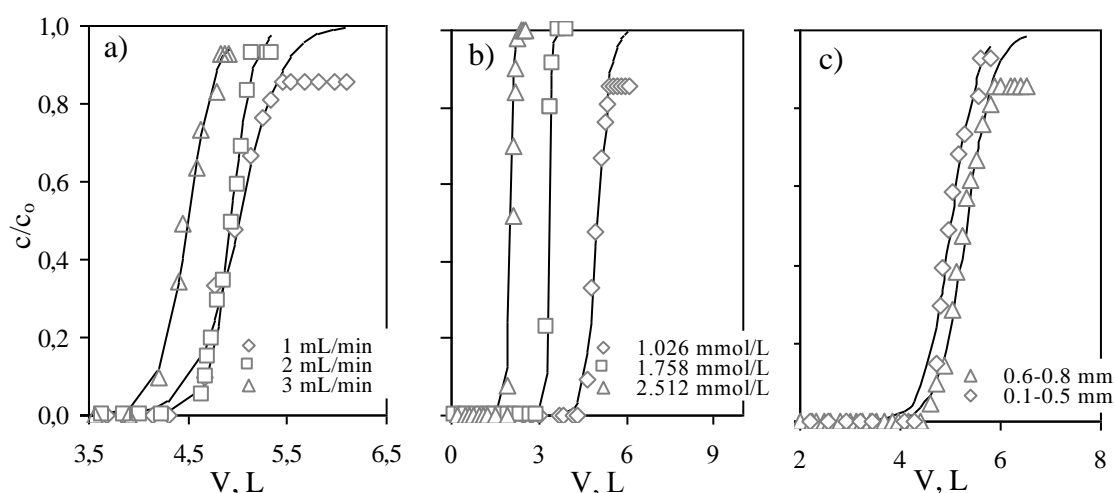 a)
c/co
1,0
0,8
0,6
0,4
0,2
0,0
1 mL/min
2 mL/min
3 mL/min
3,5 4,5 5,5 6,5
V, L
b)
1.026 mmol/L
1.758 mmol/L
2.512 mmol/L
0 3 6 9
V, L
c)
0.6-0.8 mm
0.1-0.5 mm
2 4 6 8
V, L